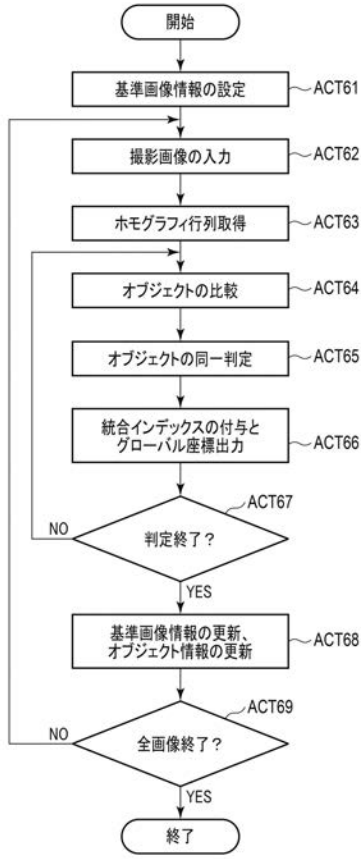 開始
基準画像情報の設定
ACT61
撮影画像の入力
ACT62
ホモグラフィ行列取得
ACT63
オブジェクトの比較
ACT64
オブジェクトの同一判定
ACT65
統合インデックスの付与と
グローバル座標出力
ACT66
ACT67
NO
判定終了?
YES
基準画像情報の更新、
オブジェクト情報の更新
ACT68
ACT69
NO
全画像終了?
YES
終了